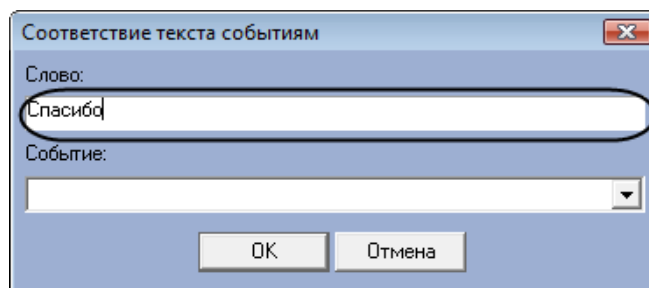 Соответствие текста событиям
Слово:
Спасибо
Событие:
OK Отмена